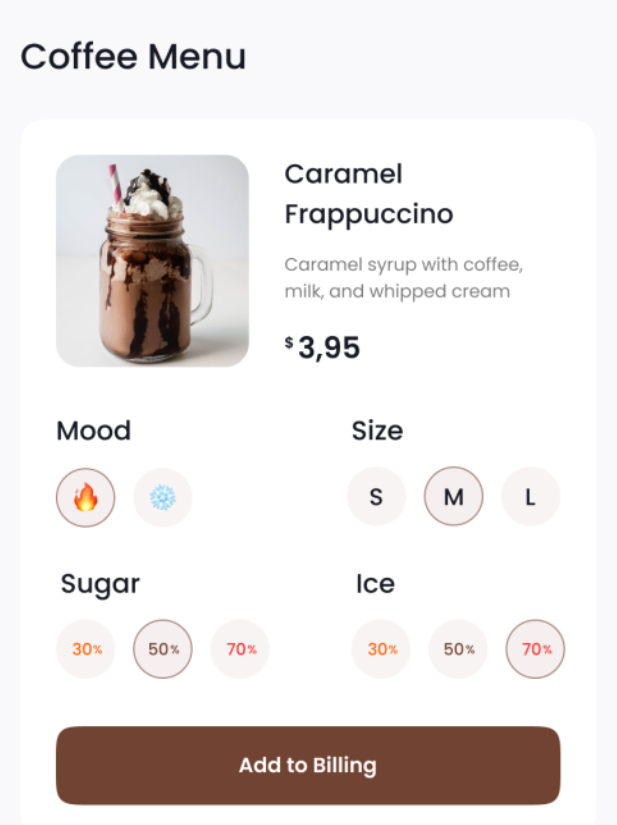 Coffee Menu
Caramel
Frappuccino
Caramel syrup with coffee,
milk, and whipped cream
$ 3,95
Mood
Size
S M L
Sugar
Ice
30% 50% 70%
30% 50% 70%
Add to Billing